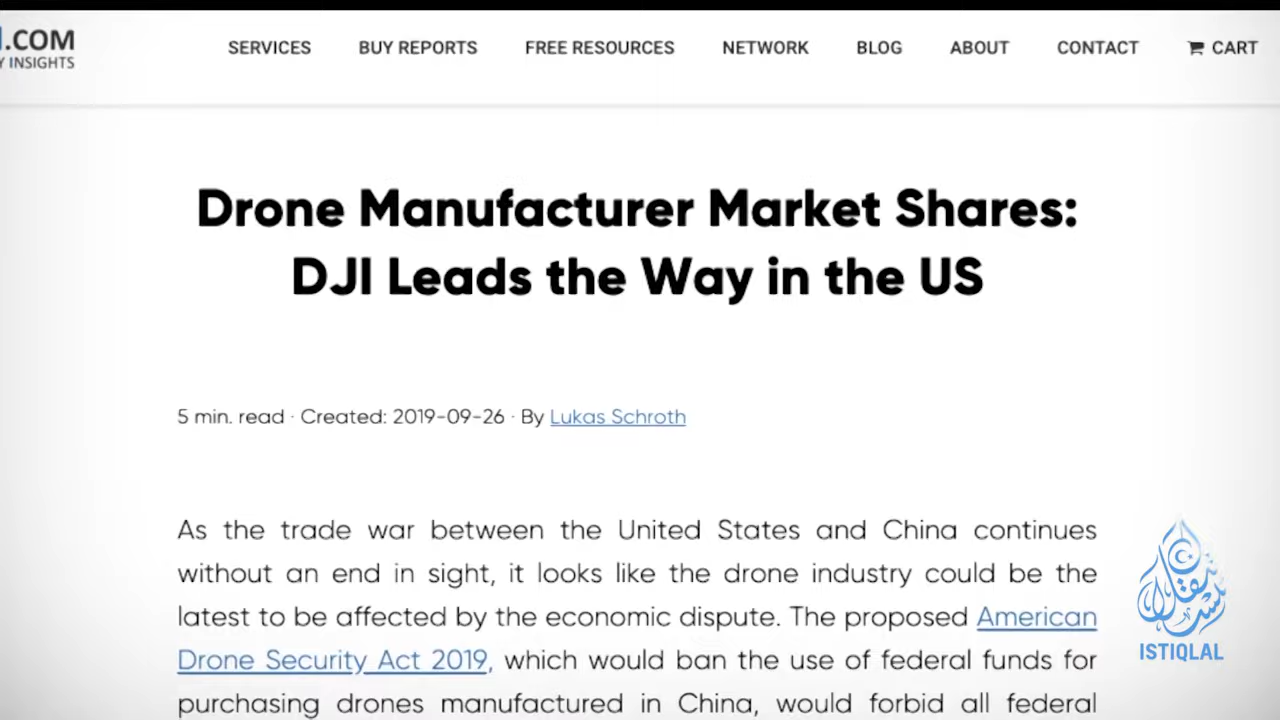 .COM
Y INSIGHTS
SERVICES BUY REPORTS FREE RESOURCES NETWORK BLOG ABOUT CONTACT CART
Drone Manufacturer Market Shares:
DJI Leads the Way in the US
5 min. read · Created: 2019-09-26 · By Lukas Schroth
As the trade war between the United States and China continues
without an end in sight, it looks like the drone industry could be the
latest to be affected by the economic dispute. The proposed American
Drone Security Act 2019, which would ban the use of federal funds for
purchasing drones manufactured in China, would forbid all federal
ISTIQLAL